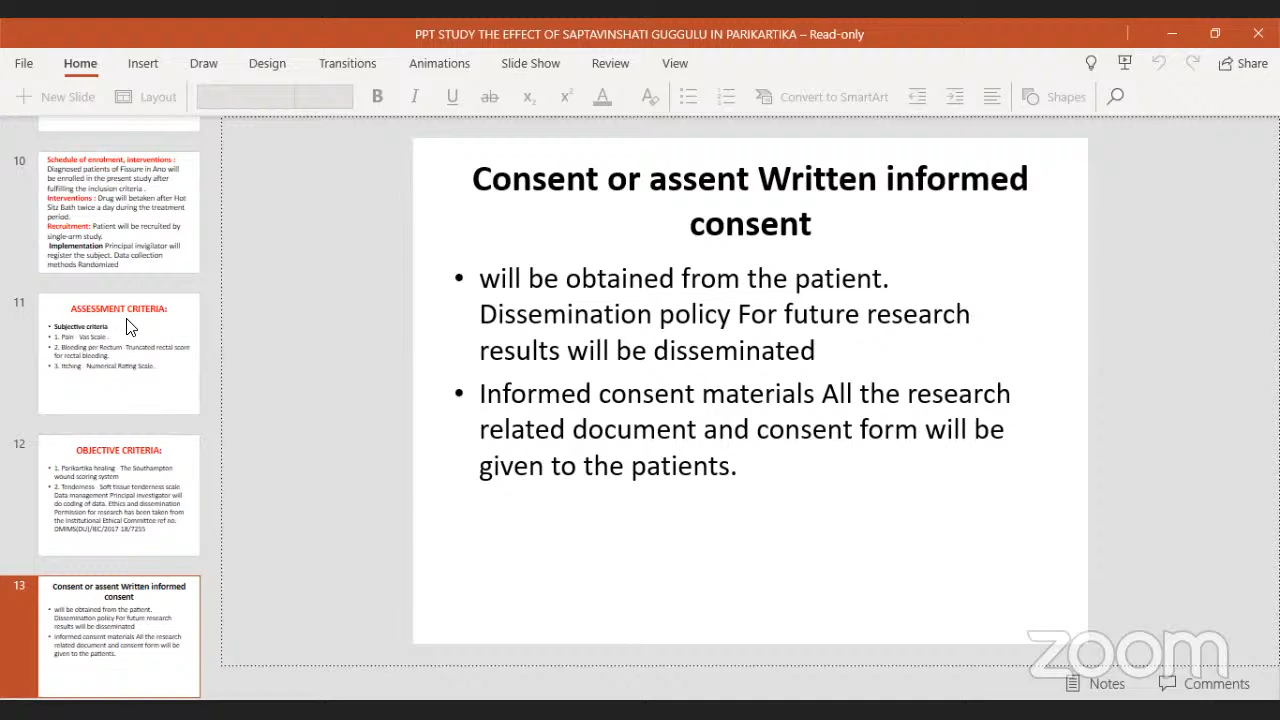 PPT STUDY THE EFFECT OF SAPTAVINSHATI GUGGULU IN PARIKARTIKA – Read-only
File Home Insert Draw Design Slide Show Transitions Animations Review View Share
New Slide Layout B I U ab x₂ x² A Convert to SmartArt Shapes
10
Schedule of enrolment, interventions :
Diagnosed patients of Fissure in Ano will
be enrolled in the present study after
fulfilling the inclusion criteria .
Interventions : Drug will betaken after Hot
Sitz Bath twice a day during the treatment
period.
Recruitment: Patient will be recruited by
single-arm study.
Implementation Principal invigilator will
register the subject. Data collection
methods Randomized
11
ASSESSMENT CRITERIA:
• Subjective criteria
• 1. Pain Vas Scale .
• 2. Bleeding per Rectum Truncated rectal score
for rectal bleeding.
• 3. Itching Numerical Rating Scale.
12
OBJECTIVE CRITERIA:
• 1. Parikartika healing The Southampton
wound scoring system
• 2. Tenderness Soft tissue tenderness scale
Data management Principal investigator will
do coding of data. Ethics and dissemination
Permission for research has been taken from
the Institutional Ethical Committee ref no.
DMIMS(DU)/IEC/2017-18/7255
13
Consent or assent Written informed
consent
• will be obtained from the patient.
Dissemination policy For future research
results will be disseminated
• Informed consent materials All the research
related document and consent form will be
given to the patients.
Consent or assent Written informed
consent
• will be obtained from the patient.
Dissemination policy For future research
results will be disseminated
• Informed consent materials All the research
related document and consent form will be
given to the patients.
zoom
Notes Comments